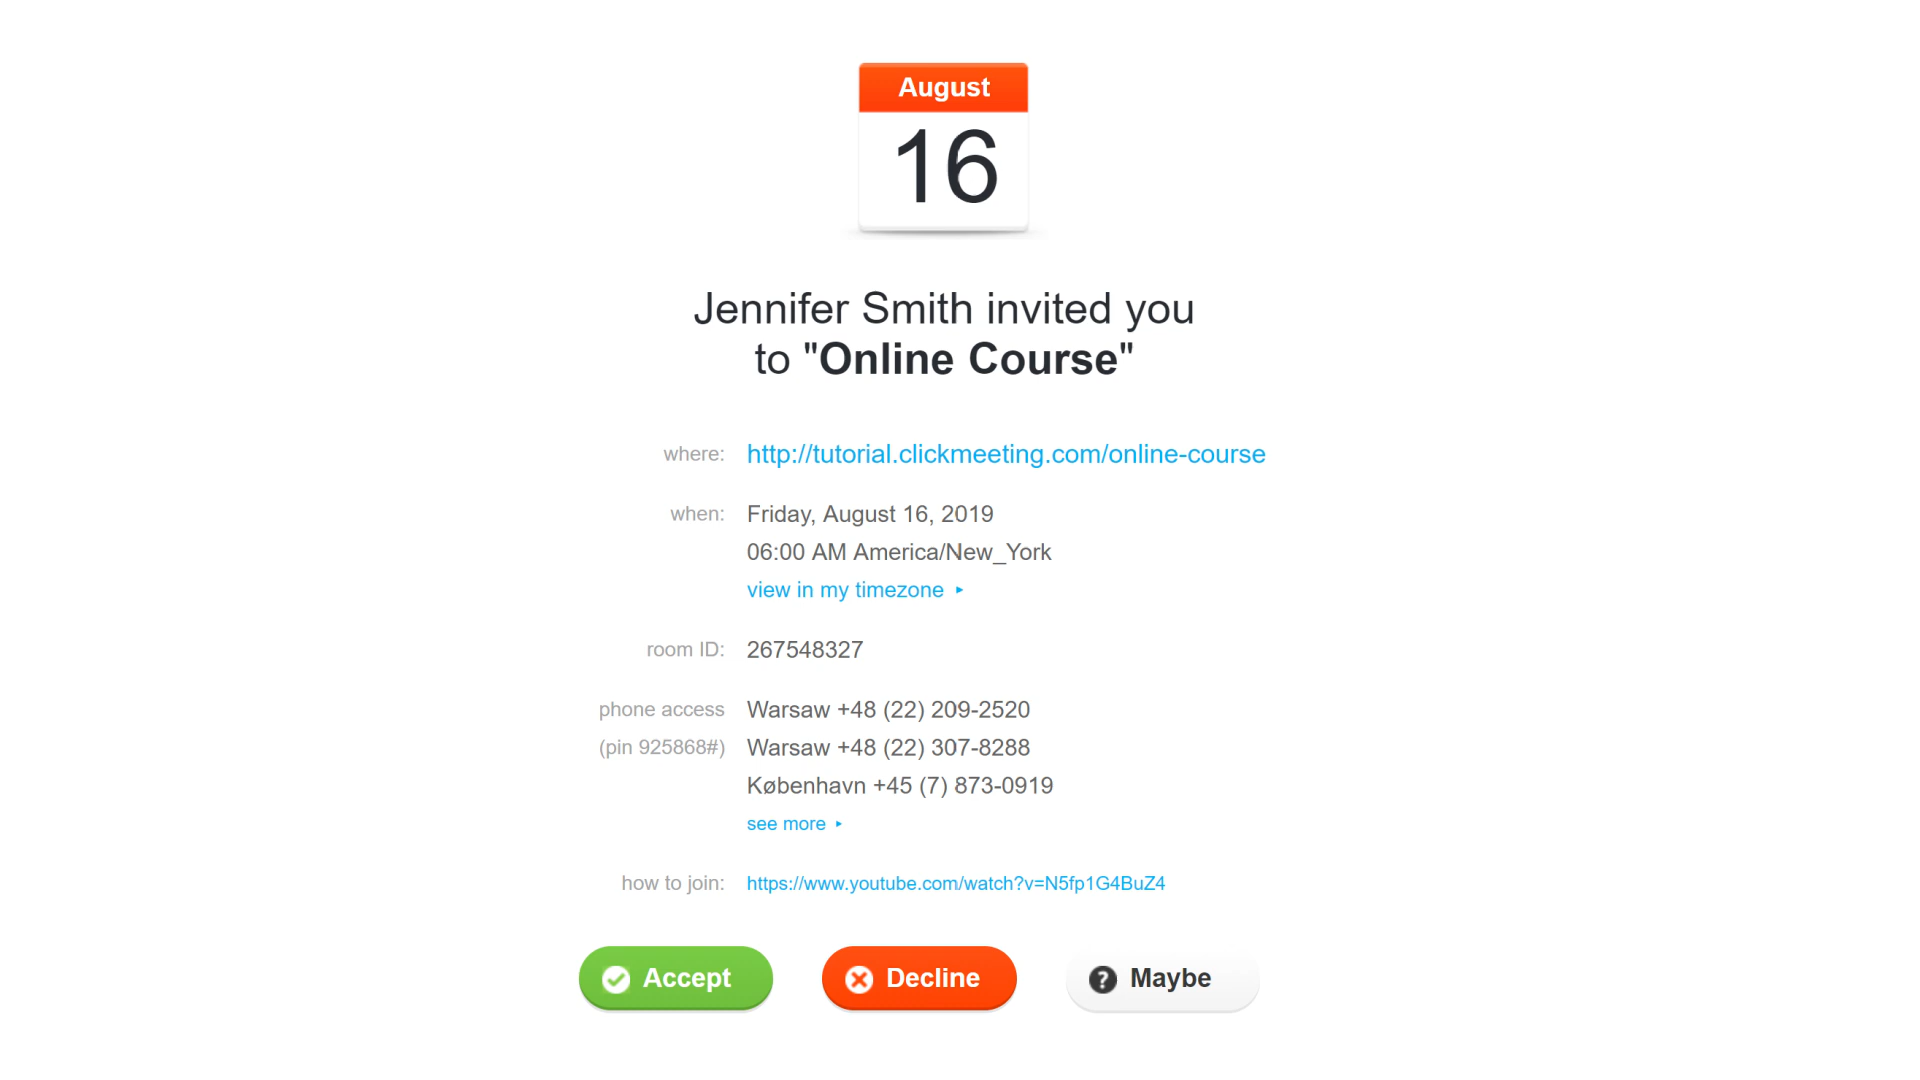 August
16
Jennifer Smith invited you
to "Online Course"
where: http://tutorial.clickmeeting.com/online-course
when: Friday, August 16, 2019
06:00 AM America/New_York
view in my timezone ▸
room ID: 267548327
phone access Warsaw +48 (22) 209-2520
(pin 925868#) Warsaw +48 (22) 307-8288
København +45 (7) 873-0919
see more ▸
how to join: https://www.youtube.com/watch?v=N5fp1G4BuZ4
Accept Decline ? Maybe